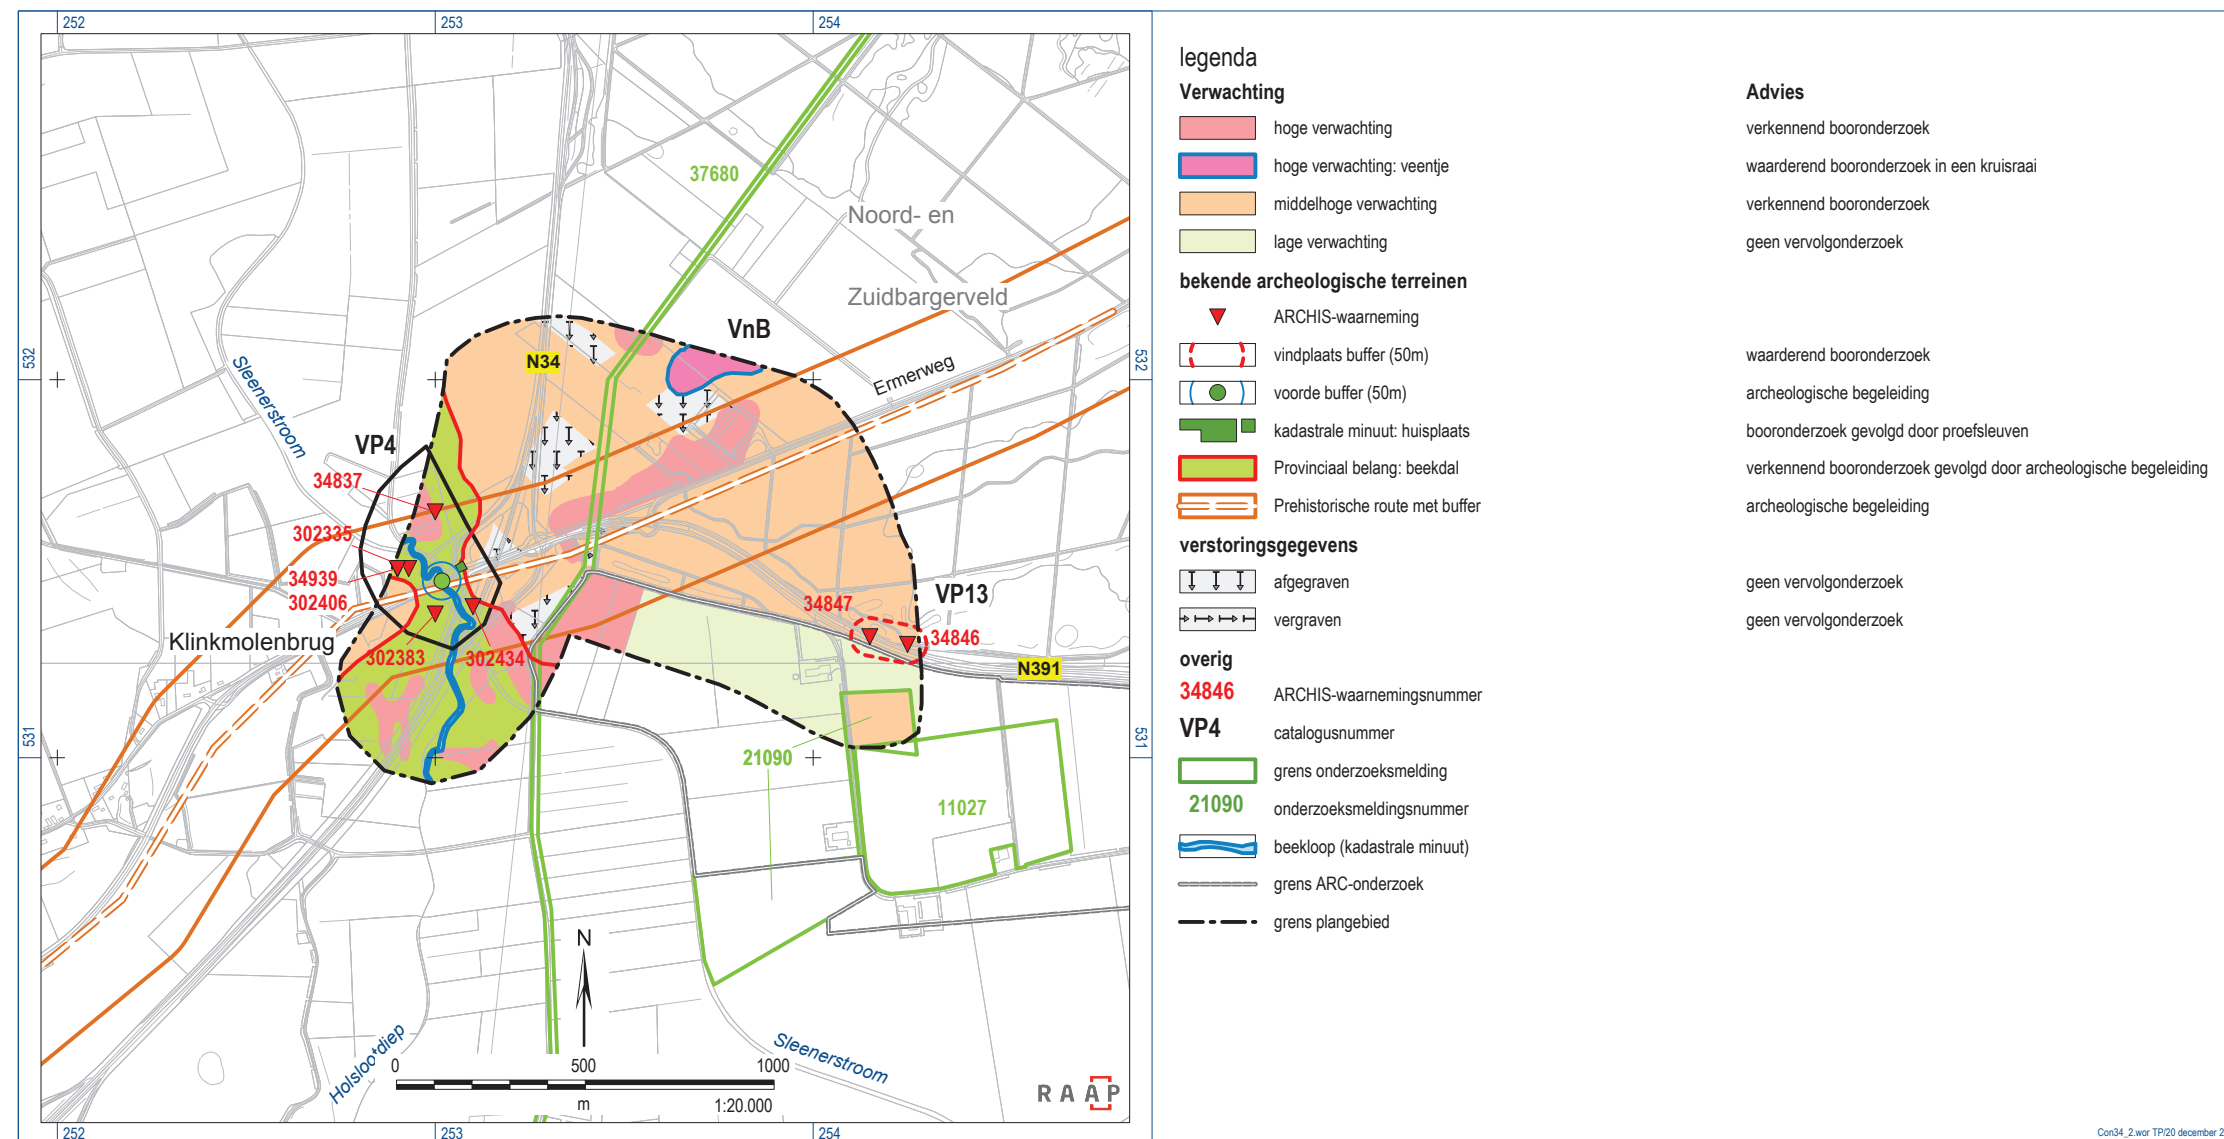 252
253
254
37680
Noord- en
Zuidbargerveld
VnB
N34
532
532
Ermerweg
Sleenerstroom
VP4
34837
302335
34939
302406
Klinkmolenbrug
302383
302434
34847
VP13
34846
N391
531
531
21090
11027
N
Holslootdiep
Sleenerstroom
0
500
1000
m
1:20.000
RAAP
252
253
254
legenda
Verwachting
Advies
hoge verwachting
verkennend booronderzoek
hoge verwachting: veentje
waarderend booronderzoek in een kruisraai
middelhoge verwachting
verkennend booronderzoek
lage verwachting
geen vervolgonderzoek
bekende archeologische terreinen
ARCHIS-waarneming
vindplaats buffer (50m)
waarderend booronderzoek
voorde buffer (50m)
archeologische begeleiding
kadastrale minuut: huisplaats
booronderzoek gevolgd door proefsleuven
Provinciaal belang: beekdal
verkennend booronderzoek gevolgd door archeologische begeleiding
Prehistorische route met buffer
archeologische begeleiding
verstoringsgegevens
afgegraven
geen vervolgonderzoek
vergraven
geen vervolgonderzoek
overig
34846
ARCHIS-waarnemingsnummer
VP4
catalogusnummer
grens onderzoeksmelding
21090
onderzoeksmeldingsnummer
beekloop (kadastrale minuut)
grens ARC-onderzoek
grens plangebied
Con34_2.wor TP/20 december 2